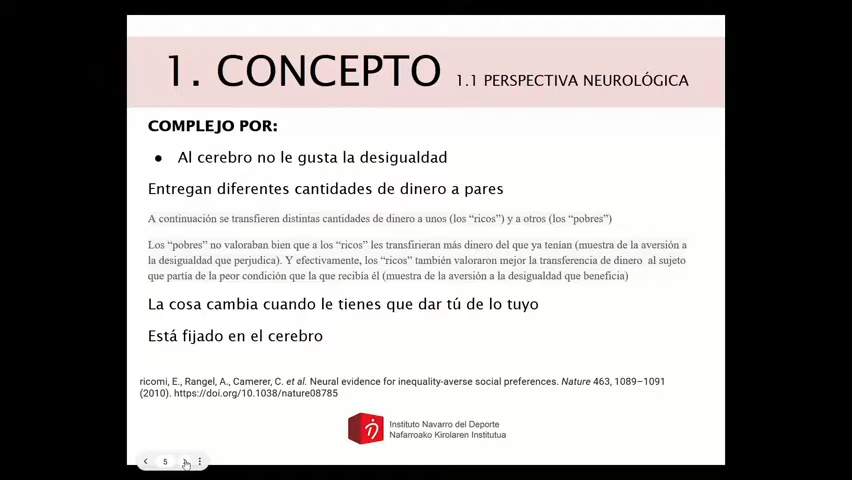 1. CONCEPTO 1.1 PERSPECTIVA NEUROLÓGICA
COMPLEJO POR:
● Al cerebro no le gusta la desigualdad
Entregan diferentes cantidades de dinero a pares
A continuación se transfieren distintas cantidades de dinero a unos (los “ricos”) y a otros (los “pobres”)
Los “pobres” no valoraban bien que a los “ricos” les transfirieran más dinero del que ya tenían (muestra de la aversión a
la desigualdad que perjudica). Y efectivamente, los “ricos” también valoraron mejor la transferencia de dinero al sujeto
que partía de la peor condición que la que recibía él (muestra de la aversión a la desigualdad que beneficia)
La cosa cambia cuando le tienes que dar tú de lo tuyo
Está fijado en el cerebro
ricomi, E., Rangel, A., Camerer, C. et al. Neural evidence for inequality-averse social preferences. Nature 463, 1089–1091
(2010). https://doi.org/10.1038/nature08785
Instituto Navarro del Deporte
Nafarroako Kirolaren Institutua
5